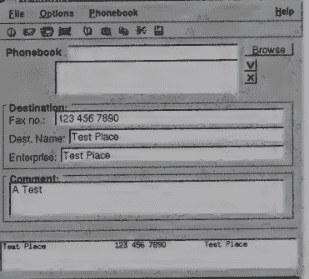 File Options Phonebook Help
Phonebook Browse
Destination:
Fax no.: 123 456 7890
Dest. Name: Test Place
Enterprise: Test Place
Comment:
A Test
Test Place 123 456 7890 Test Place